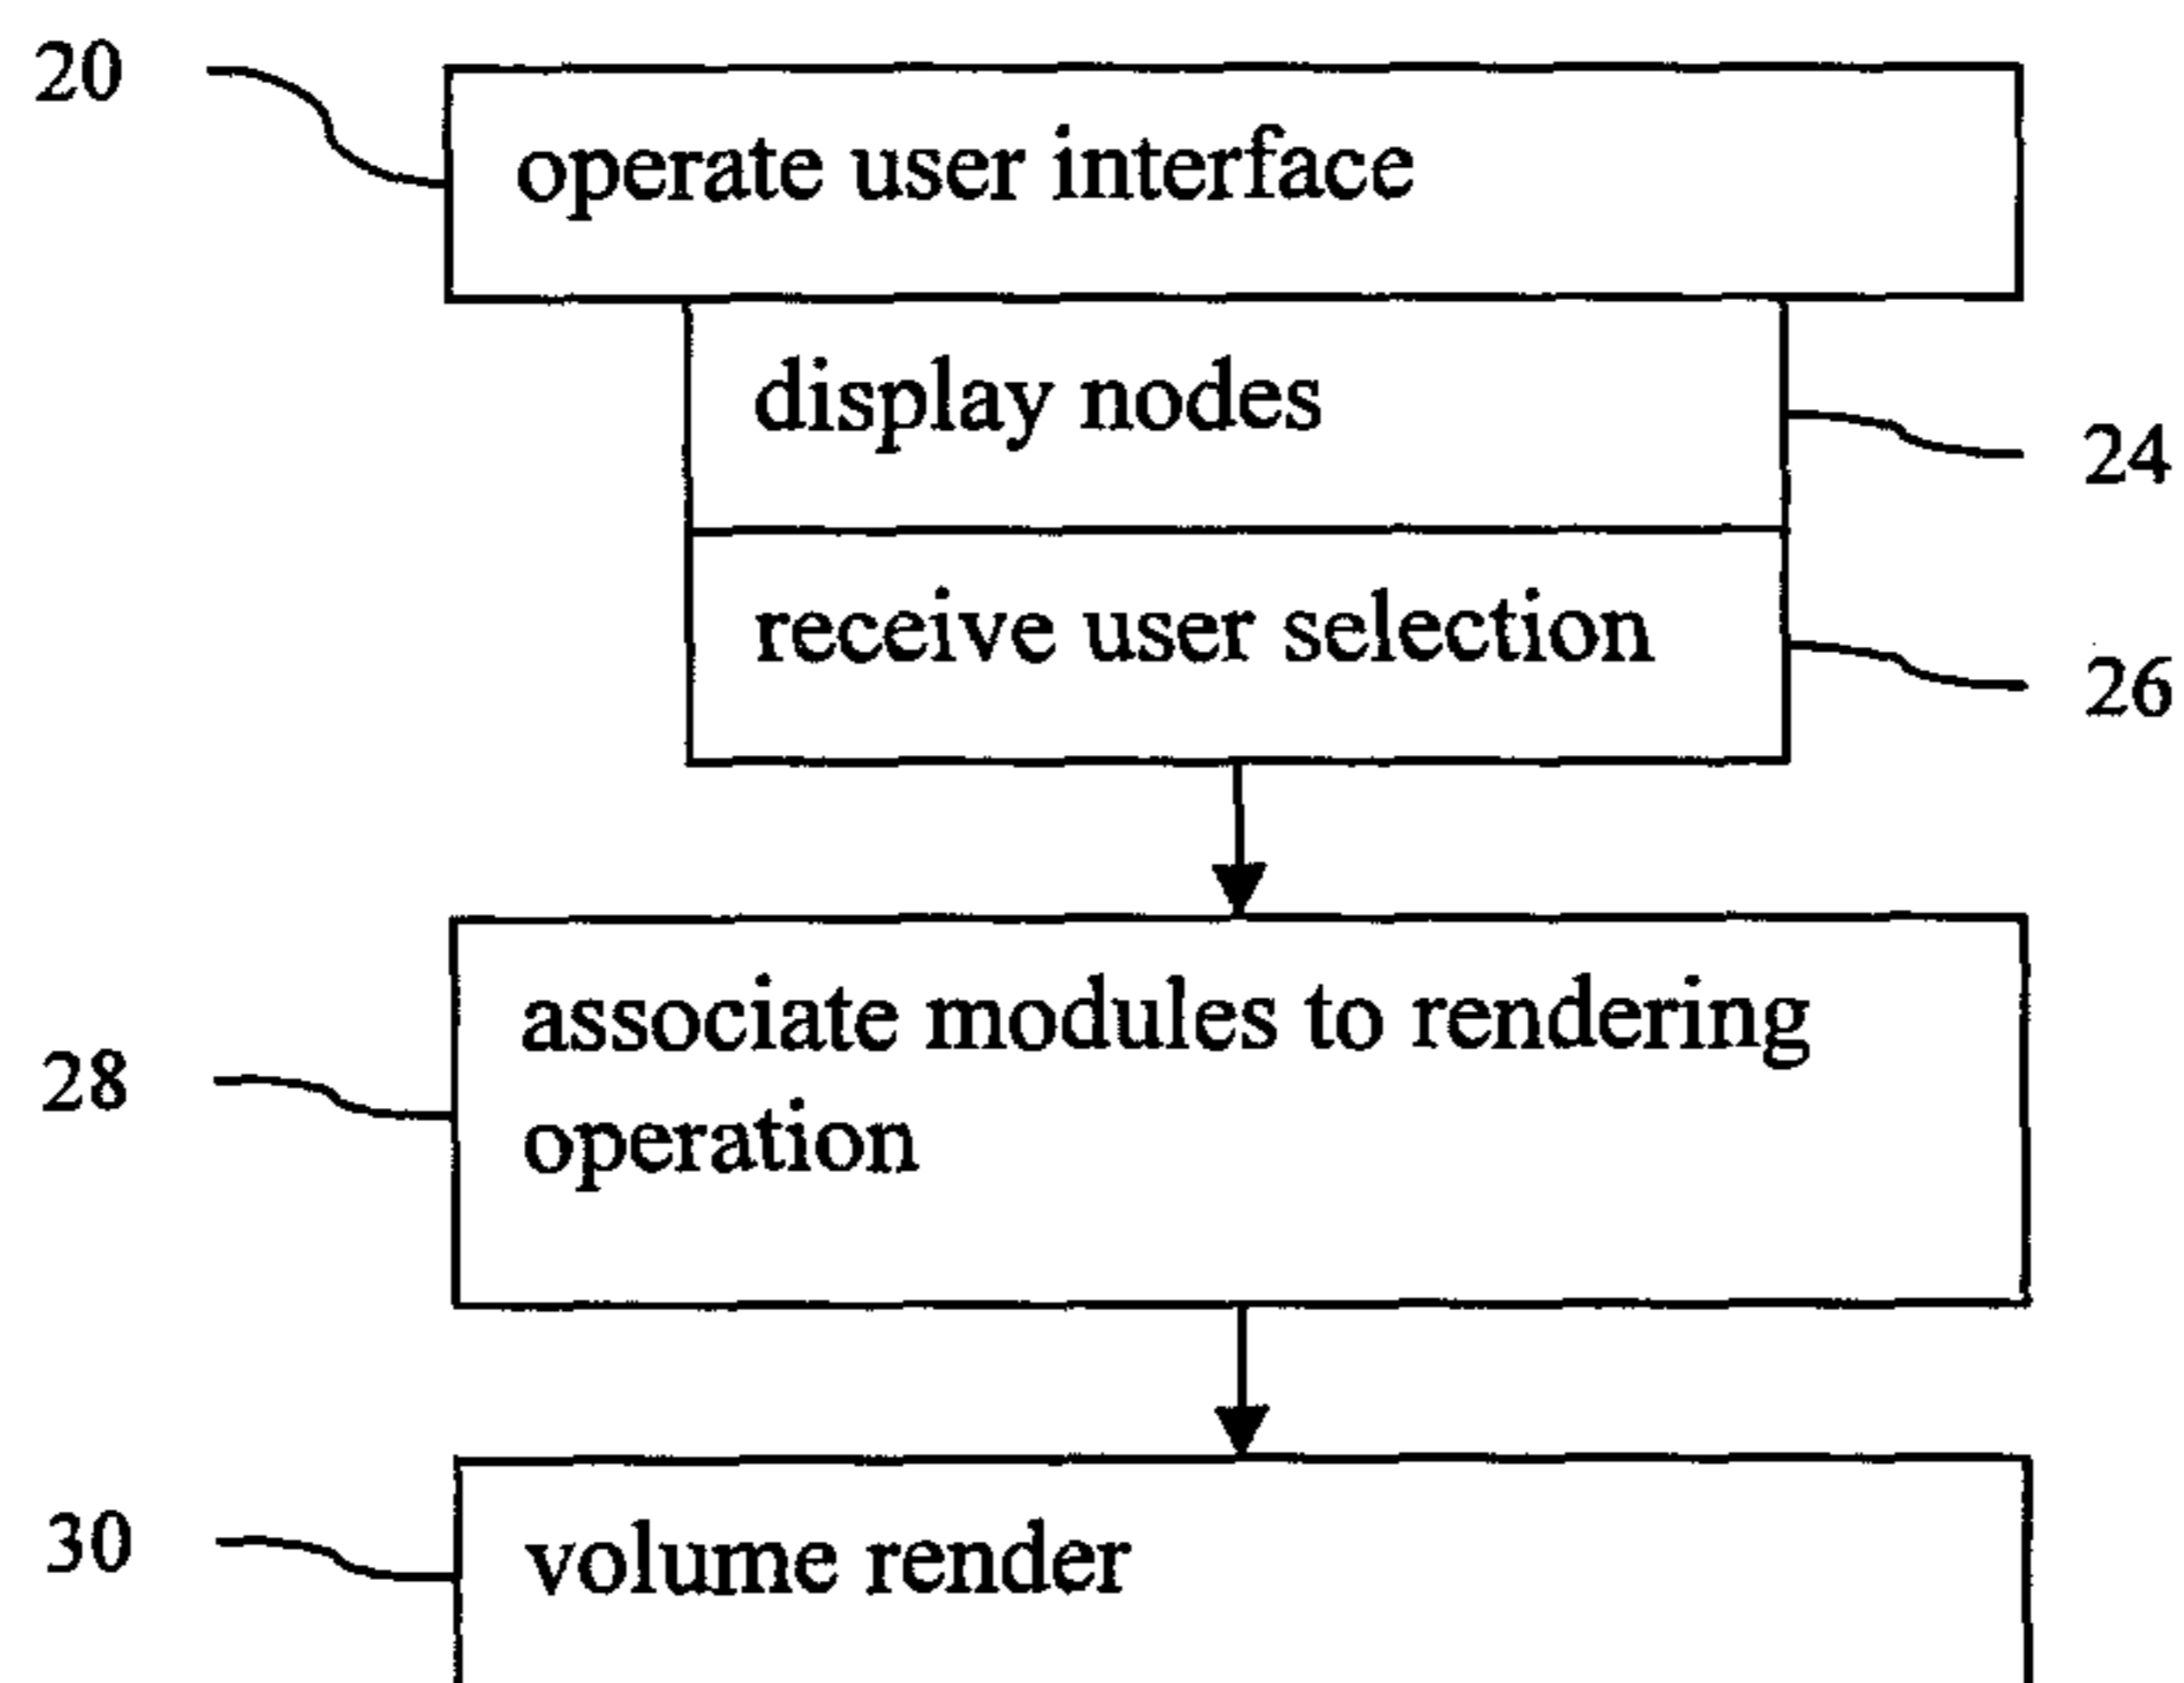 20
operate user interface
display nodes
24
receive user selection
26
associate modules to rendering
operation
28
30
volume render